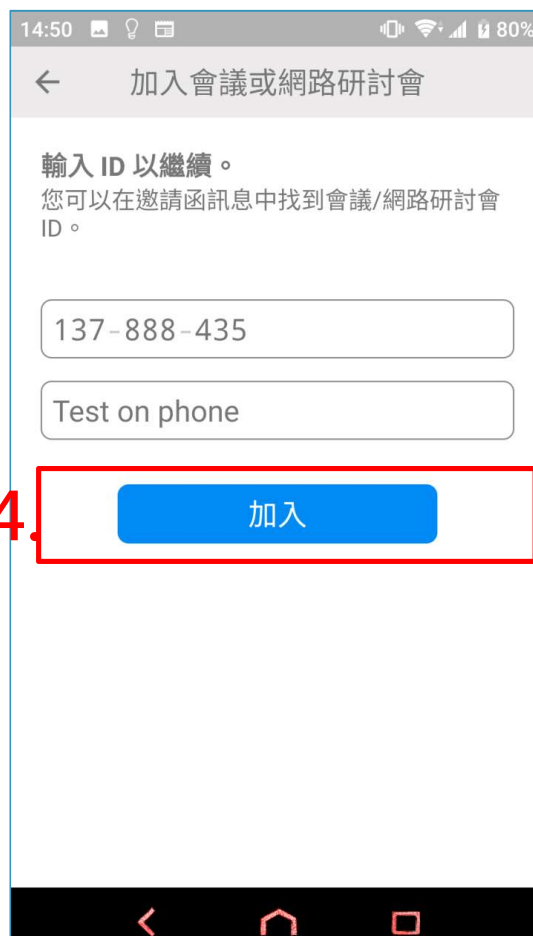 14:50 80%
加入會議或網路研討會
輸入 ID 以繼續。
您可以在邀請函訊息中找到會議/網路研討會
ID。
137-888-435
Test on phone
4.
加入